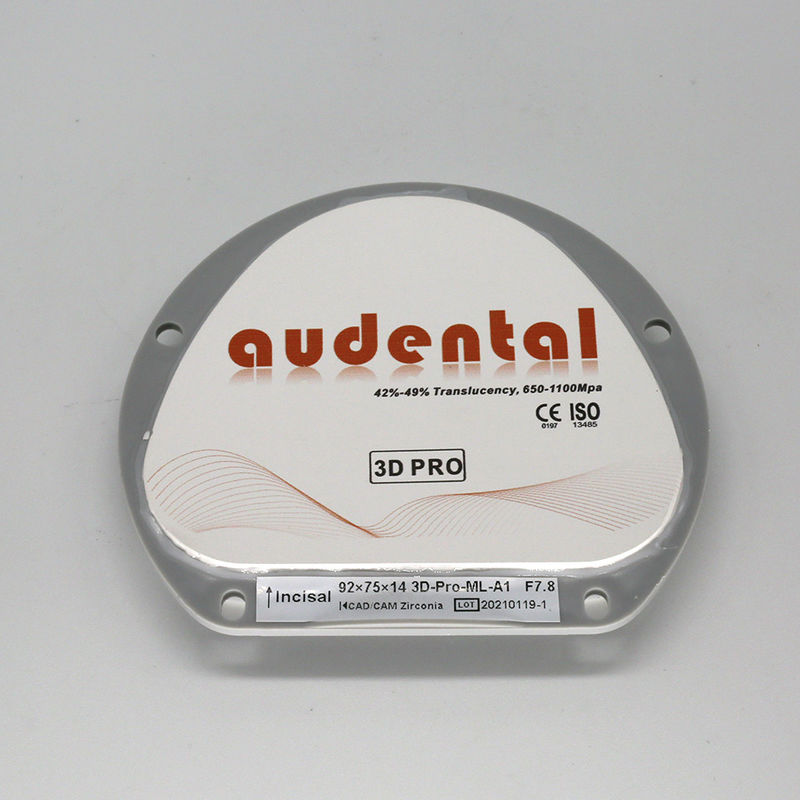 audental
42%-49% Translucency, 650-1100Mpa
CE ISO
0197 13485
3D PRO
↑ Incisal 92×75×14 3D-Pro-ML-A1 F7.8
CAD/CAM Zirconia LOT 20210119-1